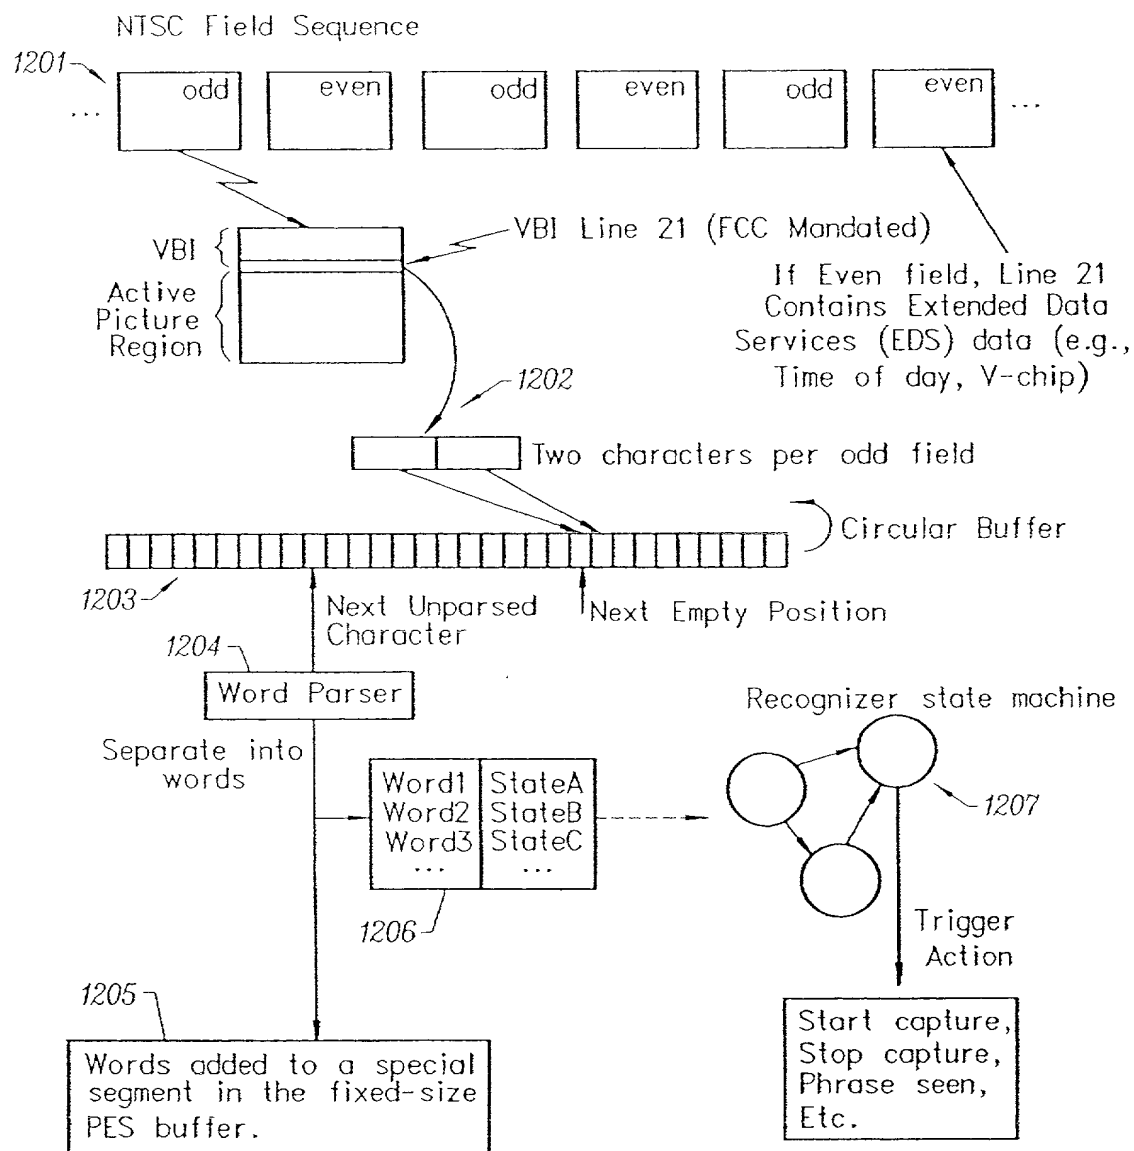 NTSC Field Sequence
1201
odd
even
odd
even
odd
even
...
...
VBI
VBI Line 21 (FCC Mandated)
Active
Picture
Region
If Even field, Line 21
Contains Extended Data
Services (EDS) data (e.g.,
Time of day, V-chip)
1202
Two characters per odd field
Circular Buffer
1203
Next Unparsed
Character
Next Empty Position
1204
Word Parser
Separate into
words
Recognizer state machine
Word1 StateA
Word2 StateB
Word3 StateC
... ...
1207
1206
Trigger
Action
1205
Words added to a special
segment in the fixed-size
PES buffer.
Start capture,
Stop capture,
Phrase seen,
Etc.